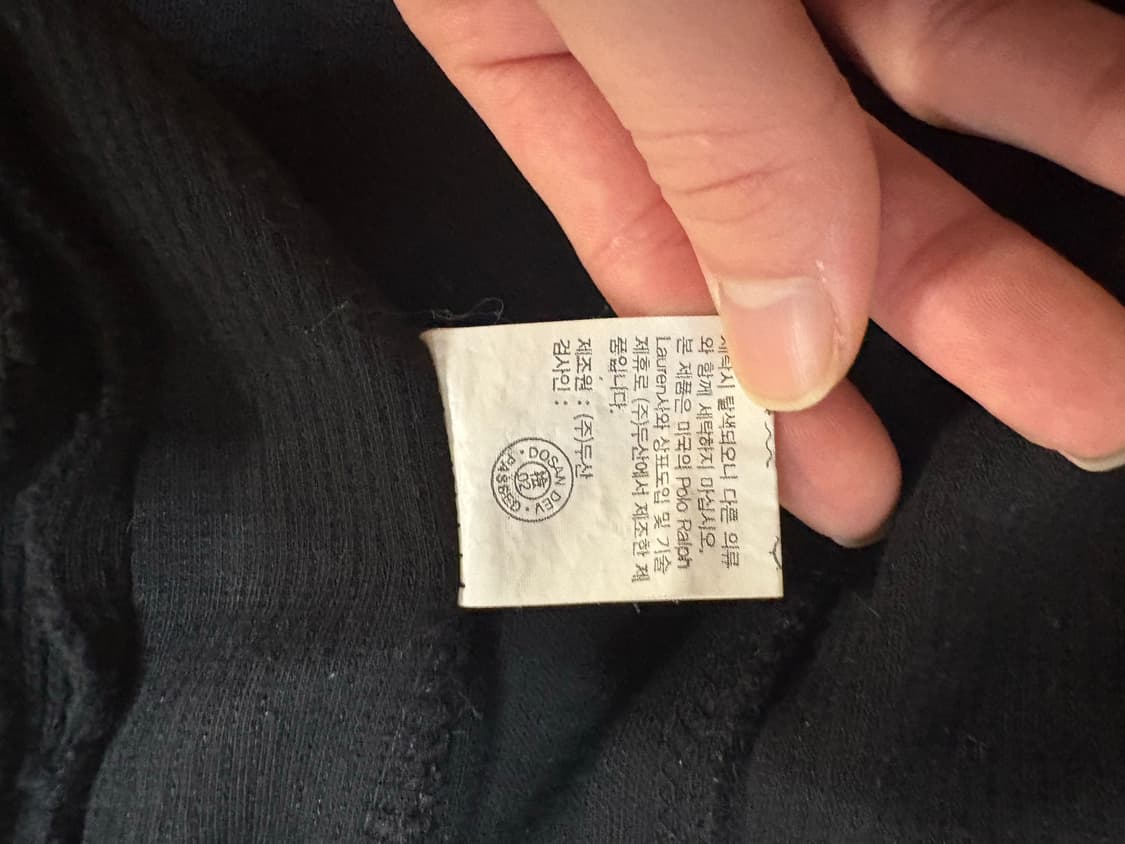 세탁시 탈색되오니 다른 의류
와 함께 세탁하지 마십시오.
본 제품은 미국의 Polo Ralph
Lauren사와 상표도입 및 기술
제휴로 (주)두산에서 제조한 제
품입니다.
제조원 : (주)두산
검사인 :
DOSAN DEV
02
PASSED